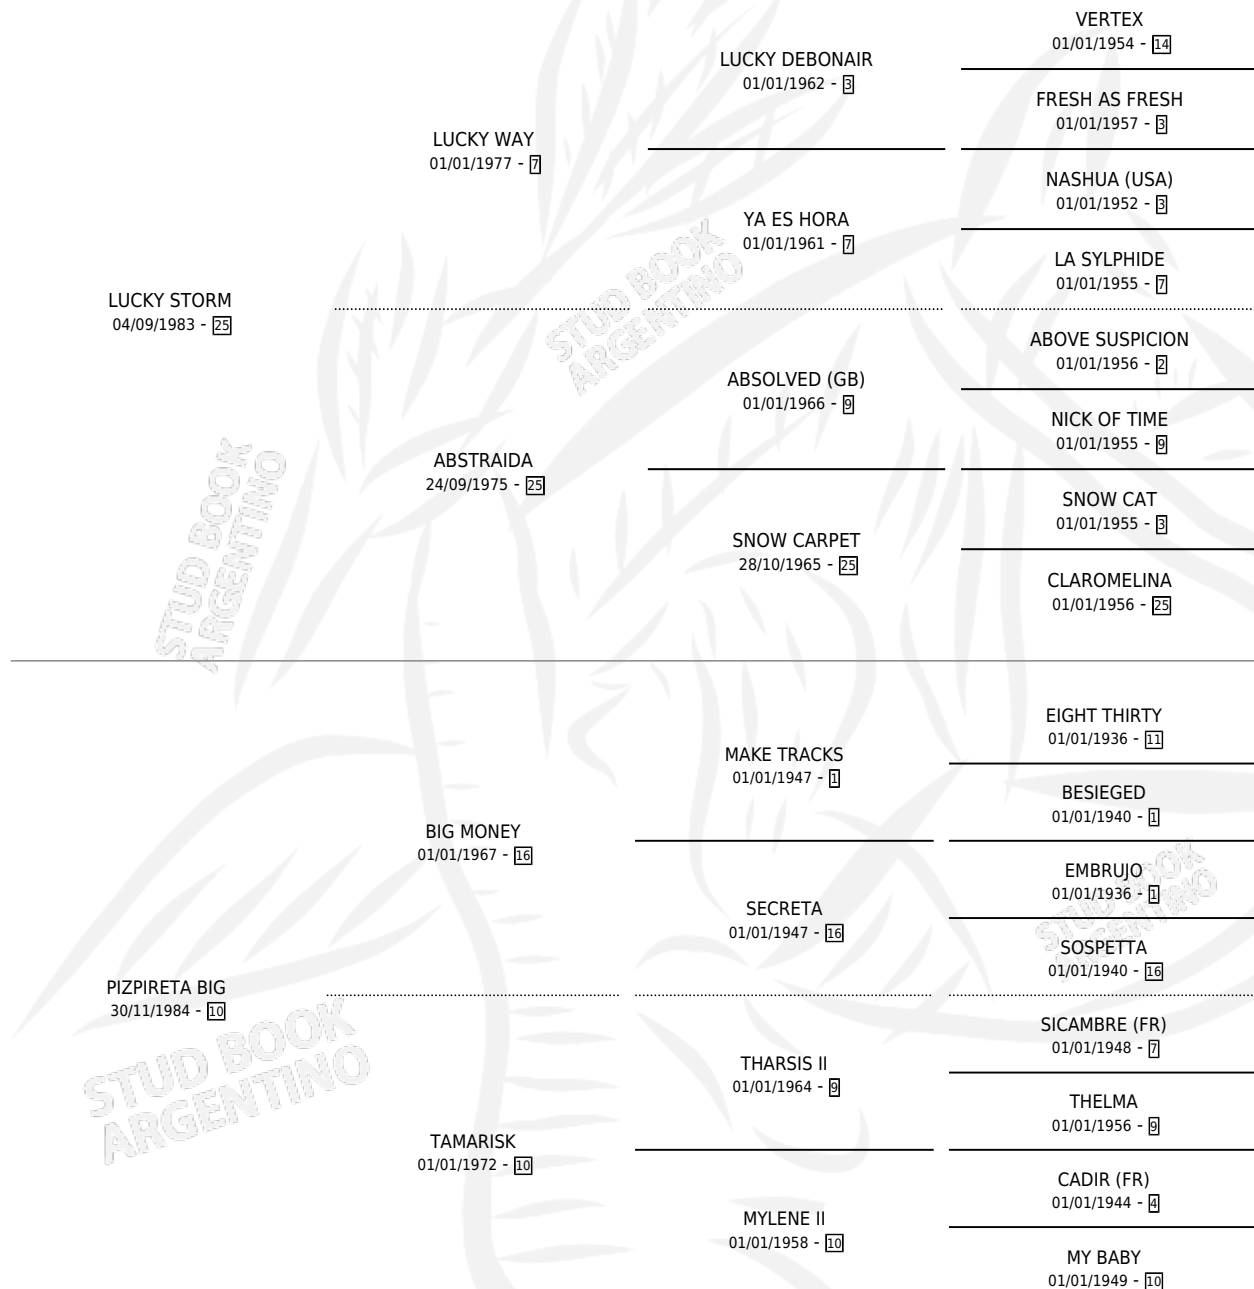 VERTEX
01/01/1954 - 14
LUCKY DEBONAIR
01/01/1962 - 3
FRESH AS FRESH
01/01/1957 - 3
LUCKY WAY
01/01/1977 - 7
NASHUA (USA)
01/01/1952 - 3
YA ES HORA
01/01/1961 - 7
LA SYLPHIDE
01/01/1955 - 7
LUCKY STORM
04/09/1983 - 25
ABOVE SUSPICION
01/01/1956 - 2
ABSOLVED (GB)
01/01/1966 - 9
NICK OF TIME
01/01/1955 - 9
ABSTRAIDA
24/09/1975 - 25
SNOW CAT
01/01/1955 - 3
SNOW CARPET
28/10/1965 - 25
CLAROMELINA
01/01/1956 - 25
EIGHT THIRTY
01/01/1936 - 11
MAKE TRACKS
01/01/1947 - 1
BESIEGED
01/01/1940 - 1
BIG MONEY
01/01/1967 - 16
EMBRUJO
01/01/1936 - 1
SECRETA
01/01/1947 - 16
SOSPETTA
01/01/1940 - 16
PIZPIRETA BIG
30/11/1984 - 10
SICAMBRE (FR)
01/01/1948 - 7
THARSIS II
01/01/1964 - 9
THELMA
01/01/1956 - 9
TAMARISK
01/01/1972 - 10
CADIR (FR)
01/01/1944 - 4
MYLENE II
01/01/1958 - 10
MY BABY
01/01/1949 - 10
STUD BOOK
ARGENTINO
STUD BOOK
ARGENTINO
STUD BOOK
ARGENTINO
STUD BOOK
ARGENTINO